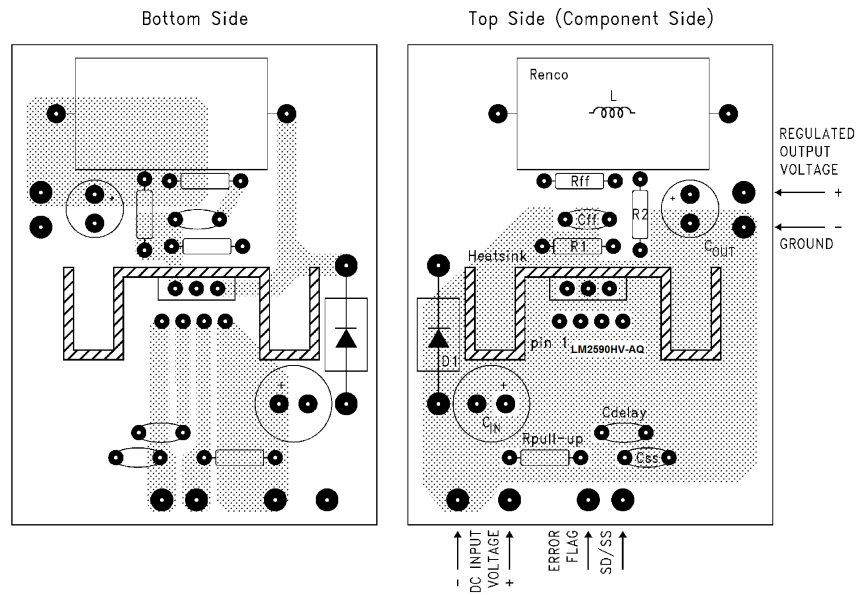 Bottom Side
Top Side (Component Side)
Renco
L
REGULATED
OUTPUT
VOLTAGE
+
-
GROUND
Rff
Cff
R2
R1
+
COUT
+
Heatsink
pin 1
LM2590HV-AQ
D1
+
+
CIN
Cdelay
Rpull-up
Css
-
DC INPUT
VOLTAGE
+
ERROR
FLAG
SD/SS